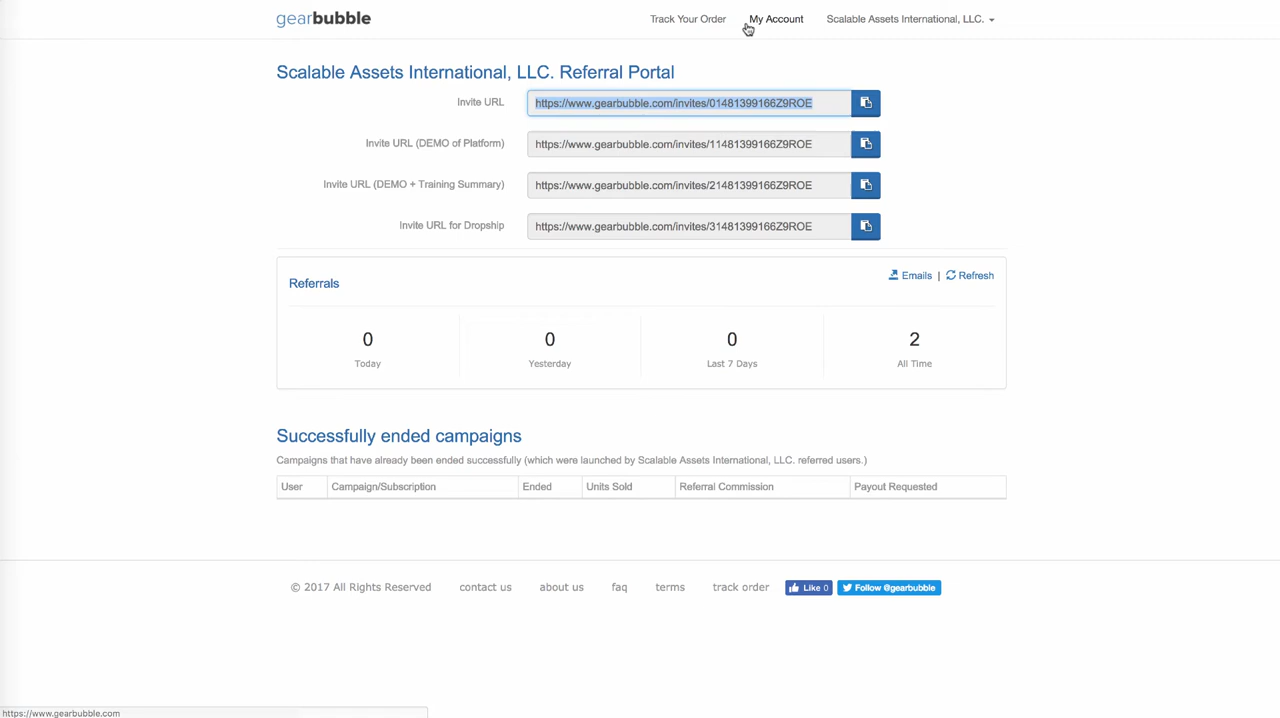 gearbubble
Track Your Order
My Account
Scalable Assets International, LLC.
Scalable Assets International, LLC. Referral Portal
Invite URL
https://www.gearbubble.com/invites/01481399166Z9ROE
Invite URL (DEMO of Platform)
https://www.gearbubble.com/invites/11481399166Z9ROE
Invite URL (DEMO + Training Summary)
https://www.gearbubble.com/invites/21481399166Z9ROE
Invite URL for Dropship
https://www.gearbubble.com/invites/31481399166Z9ROE
Referrals
Emails | Refresh
0
Today
0
Yesterday
0
Last 7 Days
2
All Time
Successfully ended campaigns
Campaigns that have already been ended successfully (which were launched by Scalable Assets International, LLC. referred users.)
User
Campaign/Subscription
Ended
Units Sold
Referral Commission
Payout Requested
© 2017 All Rights Reserved
contact us
about us
faq
terms
track order
Like 0
Follow @gearbubble
https://www.gearbubble.com